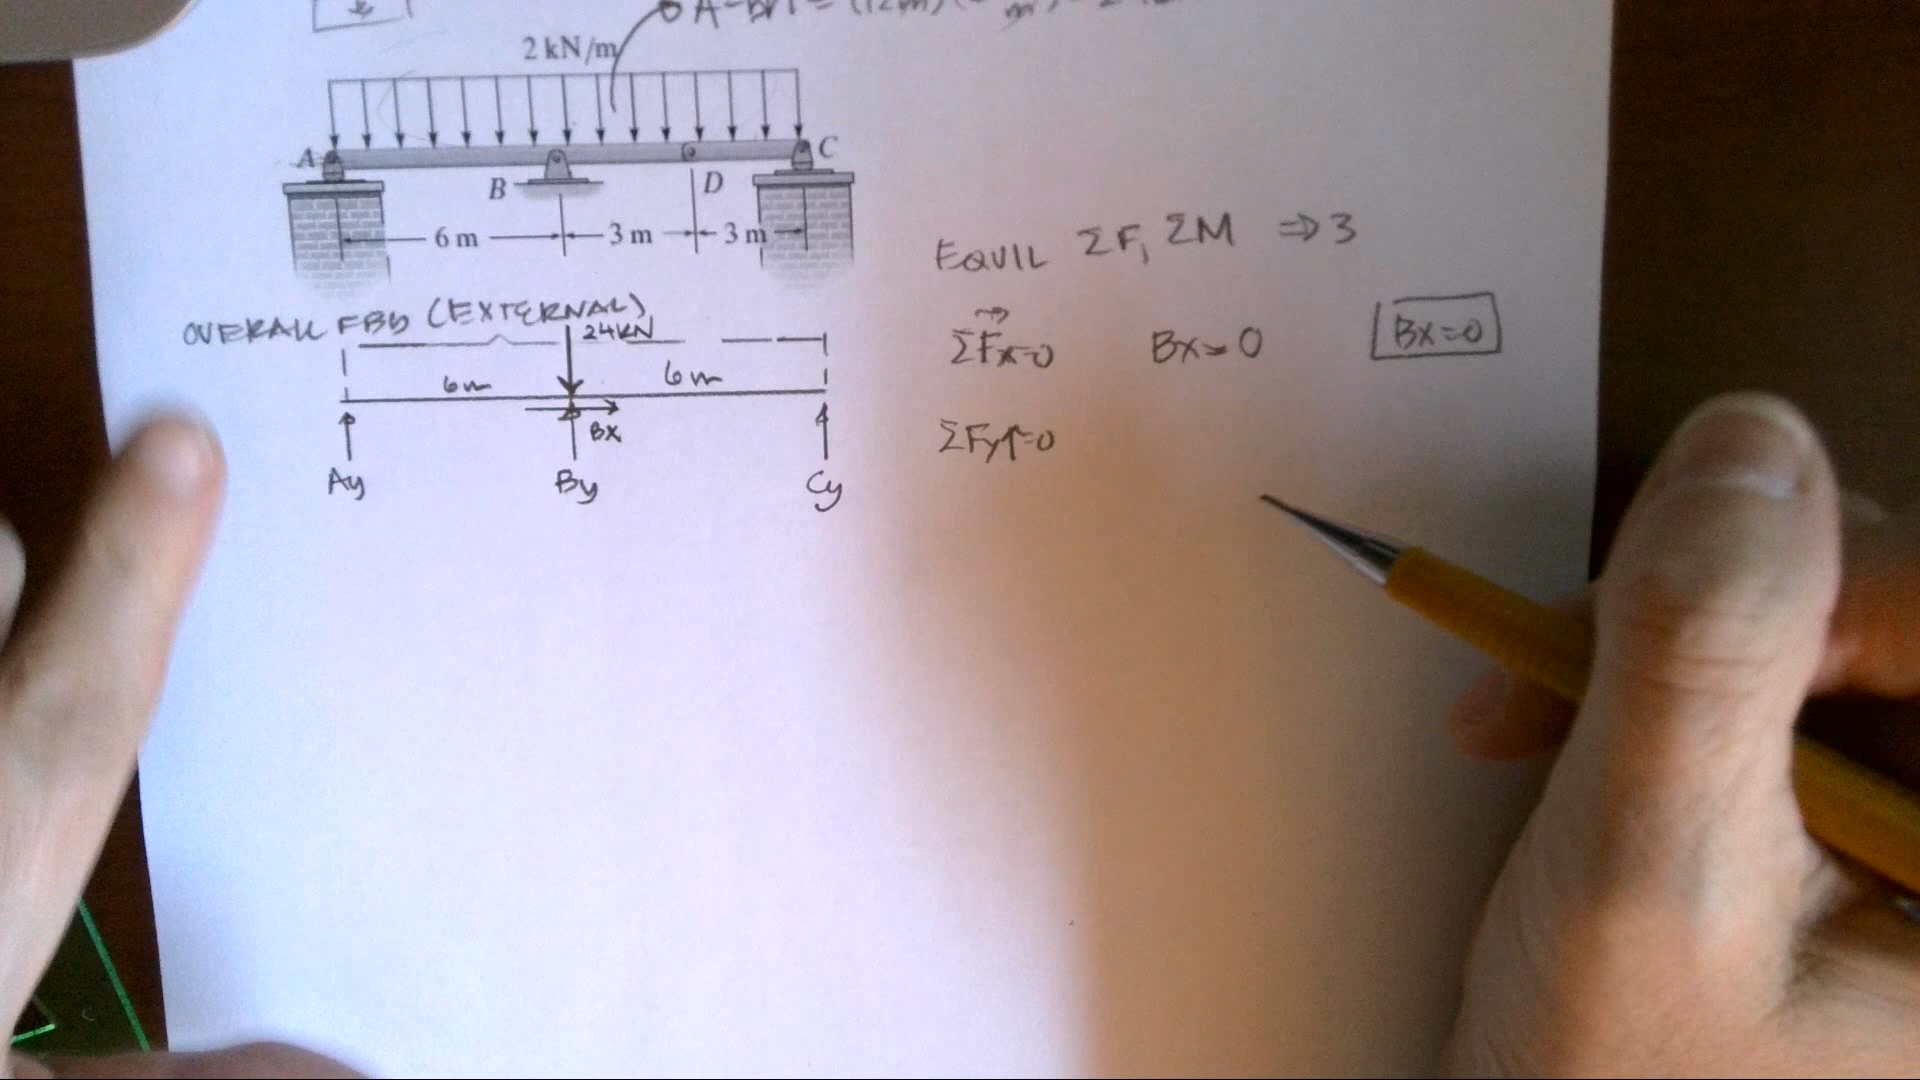 2 kN/m
A
C
B
D
6 m
3 m
3 m
EQUIL ΣF, ΣM ⇒ 3
OVERALL FBD (EXTERNAL)
24KN
ΣFx=0 Bx=0 Bx=0
6m
6m
Bx
ΣFy↑=0
Ay
By
Cy